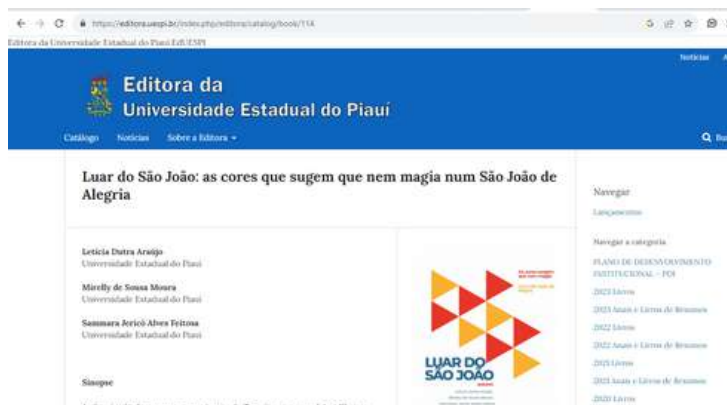 https://editora.uespi.br/index.php/editora/catalog/book/114
Editora da Universidade Estadual do Piauí EdUESPI
Notícias
Editora da
Universidade Estadual do Piauí
Catálogo Notícias Sobre a Editora
Luar do São João: as cores que sugem que nem magia num São João de
Alegria
Letícia Dutra Araújo
Universidade Estadual do Piauí
Mirelly de Sousa Moura
Universidade Estadual do Piauí
Sammara Jericó Alves Feitosa
Universidade Estadual do Piauí
Sinopse
LUAR DO
SÃO JOÃO
Navegar
Lançamentos
Navegar a categoria
PLANO DE DESENVOLVIMENTO
INSTITUCIONAL – PDI
2023 Livros
2023 Anais e Livros de Resumos
2022 Livros
2022 Anais e Livros de Resumos
2021 Livros
2021 Anais e Livros de Resumos
2020 Livros